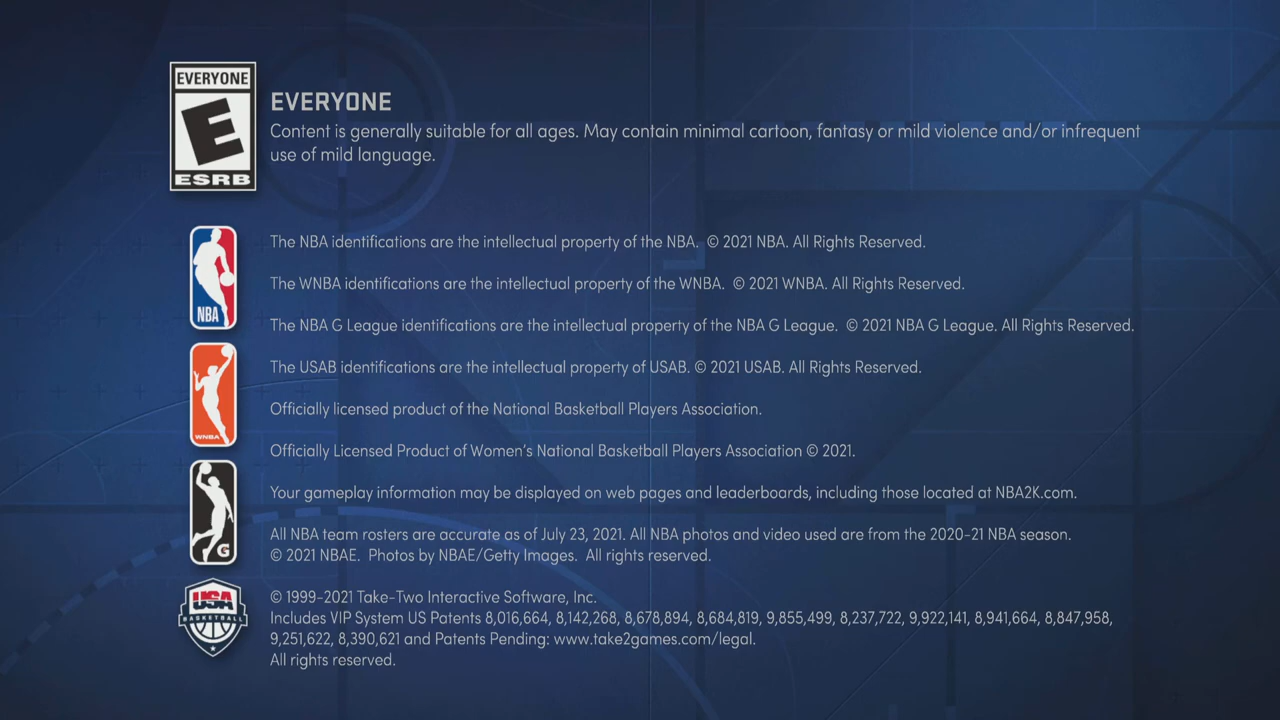 EVERYONE
E
ESRB
EVERYONE
Content is generally suitable for all ages. May contain minimal cartoon, fantasy or mild violence and/or infrequent
use of mild language.
NBA
The NBA identifications are the intellectual property of the NBA.  © 2021 NBA. All Rights Reserved.
The WNBA identifications are the intellectual property of the WNBA.  © 2021 WNBA. All Rights Reserved.
The NBA G League identifications are the intellectual property of the NBA G League.  © 2021 NBA G League. All Rights Reserved.
WNBA
The USAB identifications are the intellectual property of USAB. © 2021 USAB. All Rights Reserved.
Officially licensed product of the National Basketball Players Association.
Officially Licensed Product of Women's National Basketball Players Association © 2021.
G
Your gameplay information may be displayed on web pages and leaderboards, including those located at NBA2K.com.
All NBA team rosters are accurate as of July 23, 2021. All NBA photos and video used are from the 2020-21 NBA season.
© 2021 NBAE.  Photos by NBAE/Getty Images.  All rights reserved.
USA
BASKETBALL
© 1999-2021 Take-Two Interactive Software, Inc.
Includes VIP System US Patents 8,016,664, 8,142,268, 8,678,894, 8,684,819, 9,855,499, 8,237,722, 9,922,141, 8,941,664, 8,847,958,
9,251,622, 8,390,621 and Patents Pending: www.take2games.com/legal.
All rights reserved.